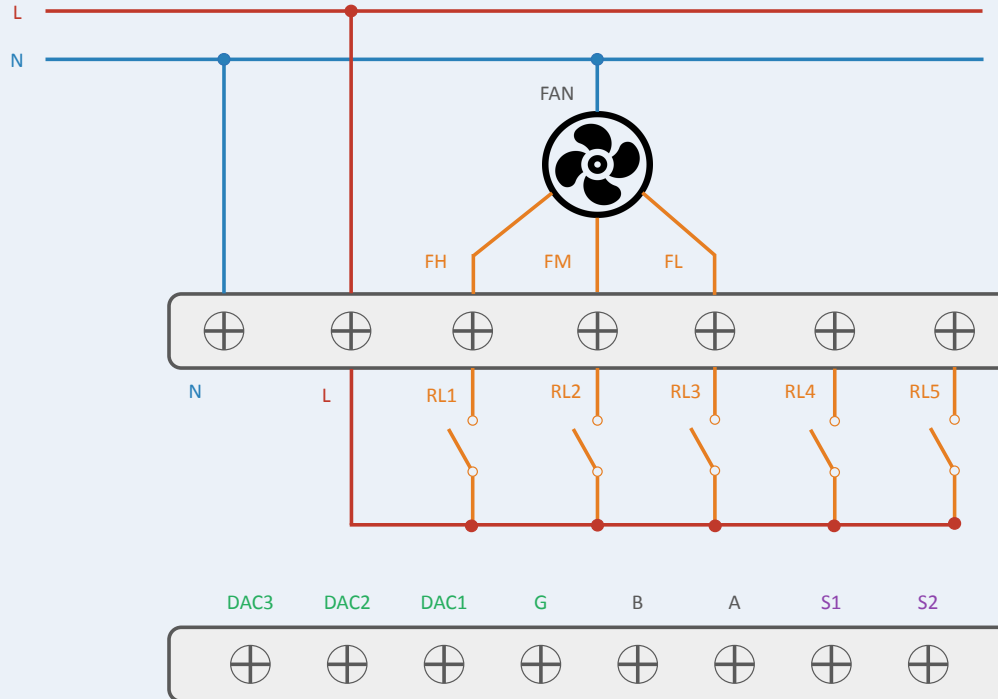 L
N
FAN
FH FM FL
N L RL1 RL2 RL3 RL4 RL5
DAC3 DAC2 DAC1 G B A S1 S2